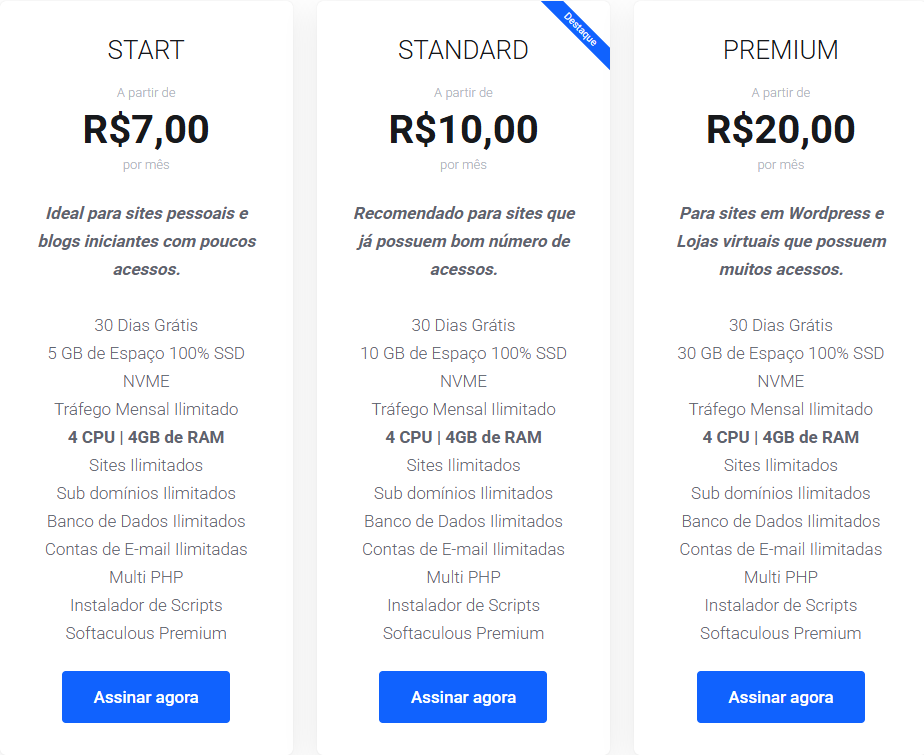 START
A partir de
R$7,00
por mês
Ideal para sites pessoais e
blogs iniciantes com poucos
acessos.
30 Dias Grátis
5 GB de Espaço 100% SSD
NVME
Tráfego Mensal Ilimitado
4 CPU | 4GB de RAM
Sites Ilimitados
Sub domínios Ilimitados
Banco de Dados Ilimitados
Contas de E-mail Ilimitadas
Multi PHP
Instalador de Scripts
Softaculous Premium
Assinar agora
Destaque
STANDARD
A partir de
R$10,00
por mês
Recomendado para sites que
já possuem bom número de
acessos.
30 Dias Grátis
10 GB de Espaço 100% SSD
NVME
Tráfego Mensal Ilimitado
4 CPU | 4GB de RAM
Sites Ilimitados
Sub domínios Ilimitados
Banco de Dados Ilimitados
Contas de E-mail Ilimitadas
Multi PHP
Instalador de Scripts
Softaculous Premium
Assinar agora
PREMIUM
A partir de
R$20,00
por mês
Para sites em Wordpress e
Lojas virtuais que possuem
muitos acessos.
30 Dias Grátis
30 GB de Espaço 100% SSD
NVME
Tráfego Mensal Ilimitado
4 CPU | 4GB de RAM
Sites Ilimitados
Sub domínios Ilimitados
Banco de Dados Ilimitados
Contas de E-mail Ilimitadas
Multi PHP
Instalador de Scripts
Softaculous Premium
Assinar agora